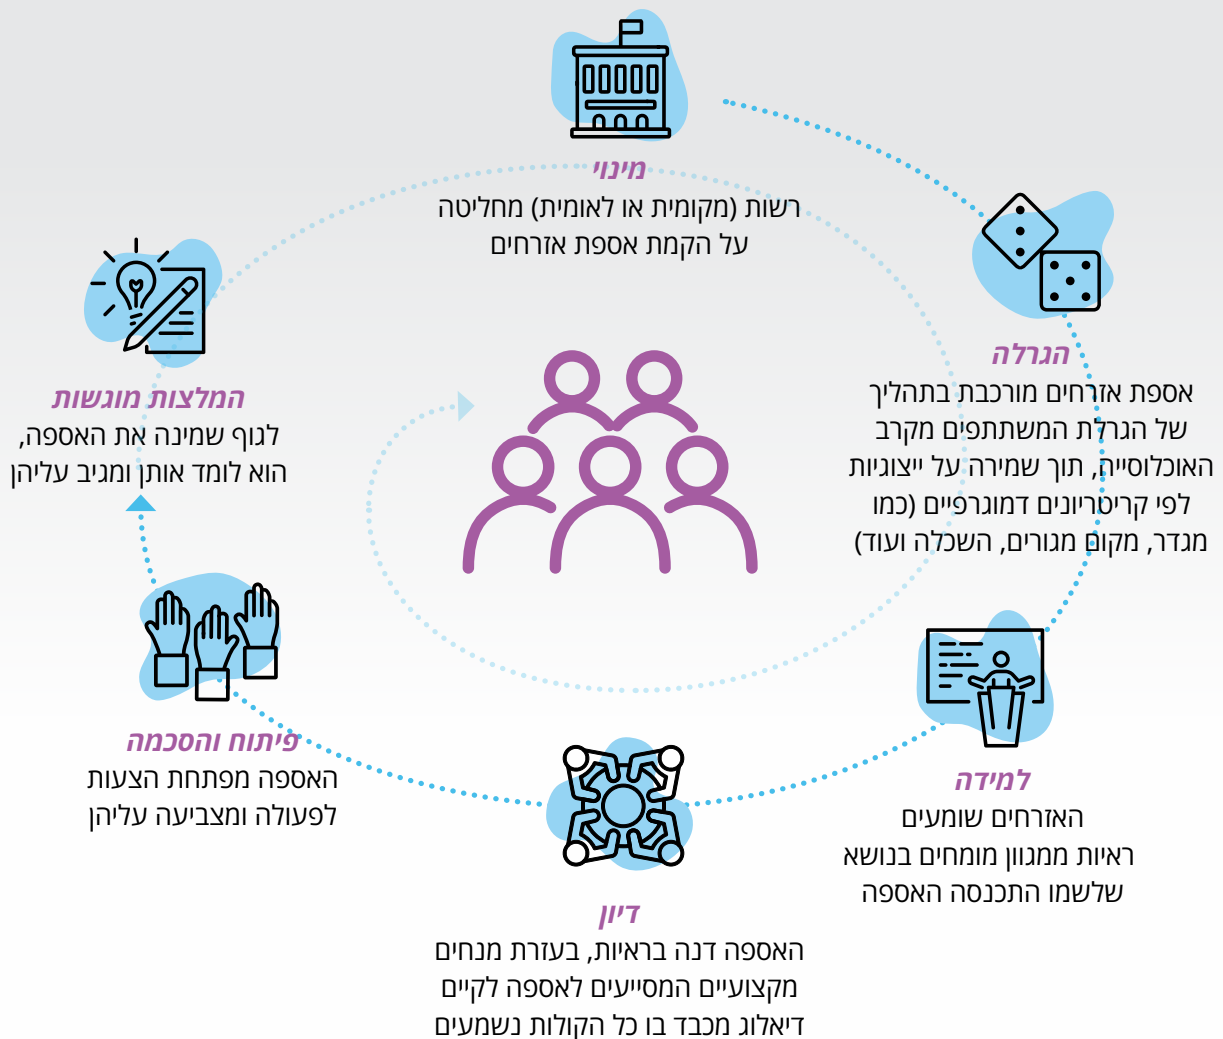 מינוי
רשות (מקומית או לאומית) מחליטה
על הקמת אספת אזרחים
הגרלה
אספת אזרחים מורכבת בתהליך
של הגרלת המשתתפים מקרב
האוכלוסייה, תוך שמירה על ייצוגיות
לפי קריטריונים דמוגרפיים (כמו
מגדר, מקום מגורים, השכלה ועוד)
למידה
האזרחים שומעים
ראיות ממגוון מומחים בנושא
שלשמו התכנסה האספה
דיון
האספה דנה בראיות, בעזרת מנחים
מקצועיים המסייעים לאספה לקיים
דיאלוג מכבד בו כל הקולות נשמעים
פיתוח והסכמה
האספה מפתחת הצעות
לפעולה ומצביעה עליהן
המלצות מוגשות
לגוף שמינה את האספה,
הוא לומד אותן ומגיב עליהן